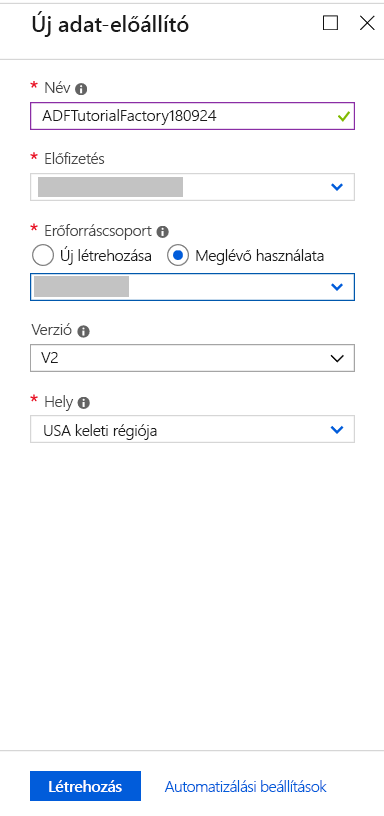 Új adat-előállító
* Név
ADFTutorialFactory180924
* Előfizetés
* Erőforráscsoport
Új létrehozása Meglévő használata
Verzió
V2
* Hely
USA keleti régiója
Létrehozás Automatizálási beállítások